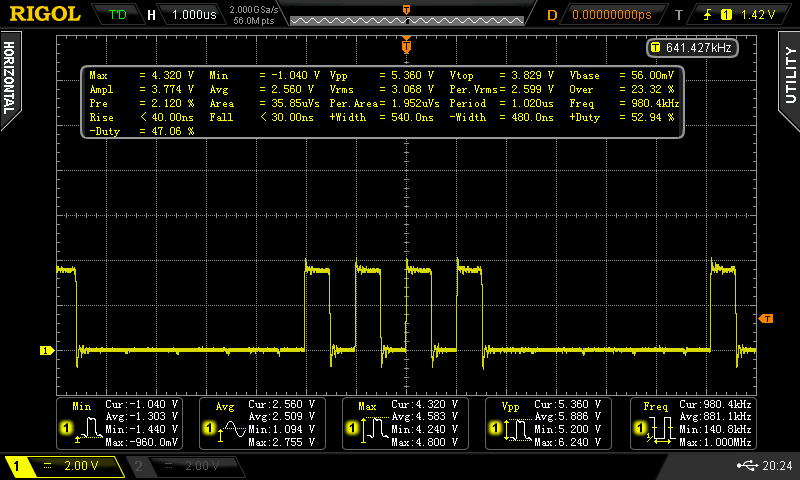 RIGOL T'D H 1.000us 2.000GSa/s 56.0M pts D 0.00000000ps T 1 1.42 V
T
HORIZONTAL
UTILITY
T 641.427kHz
Max = 4.320 V Min = -1.040 V Vpp = 5.360 V Vtop = 3.829 V Vbase = 56.00mV
Ampl = 3.774 V Avg = 2.560 V Vrms = 3.068 V Per.Vrms= 2.599 V Over = 23.32 %
Pre = 2.120 % Area = 35.85uVs Per.Area= 1.952uVs Period = 1.020us Freq = 980.4kHz
Rise < 40.00ns Fall < 30.00ns +Width = 540.0ns -Width = 480.0ns +Duty = 52.94 %
-Duty = 47.06 %
T
1
Min Cur:-1.040 V
Avg:-1.303 V
1 Min:-1.440 V
Max:-960.0mV
Avg Cur:2.560 V
Avg:2.509 V
1 Min:1.094 V
Max:2.755 V
Max Cur:4.320 V
Avg:4.583 V
1 Min:4.240 V
Max:4.800 V
Vpp Cur:5.360 V
Avg:5.886 V
1 Min:5.200 V
Max:6.240 V
Freq Cur:980.4kHz
Avg:881.1kHz
1 Min:140.8kHz
Max:1.000MHz
1 2.00 V 2 2.00 V 20:24